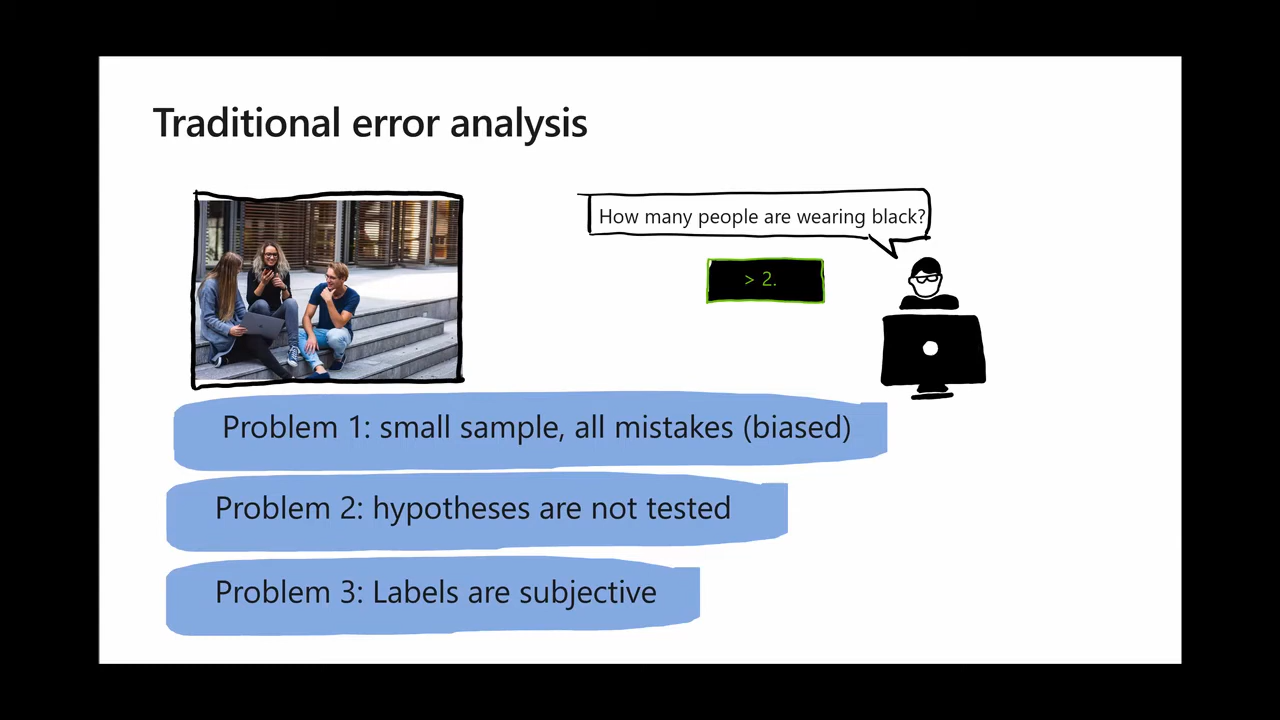 Traditional error analysis
How many people are wearing black?
> 2.
Problem 1: small sample, all mistakes (biased)
Problem 2: hypotheses are not tested
Problem 3: Labels are subjective